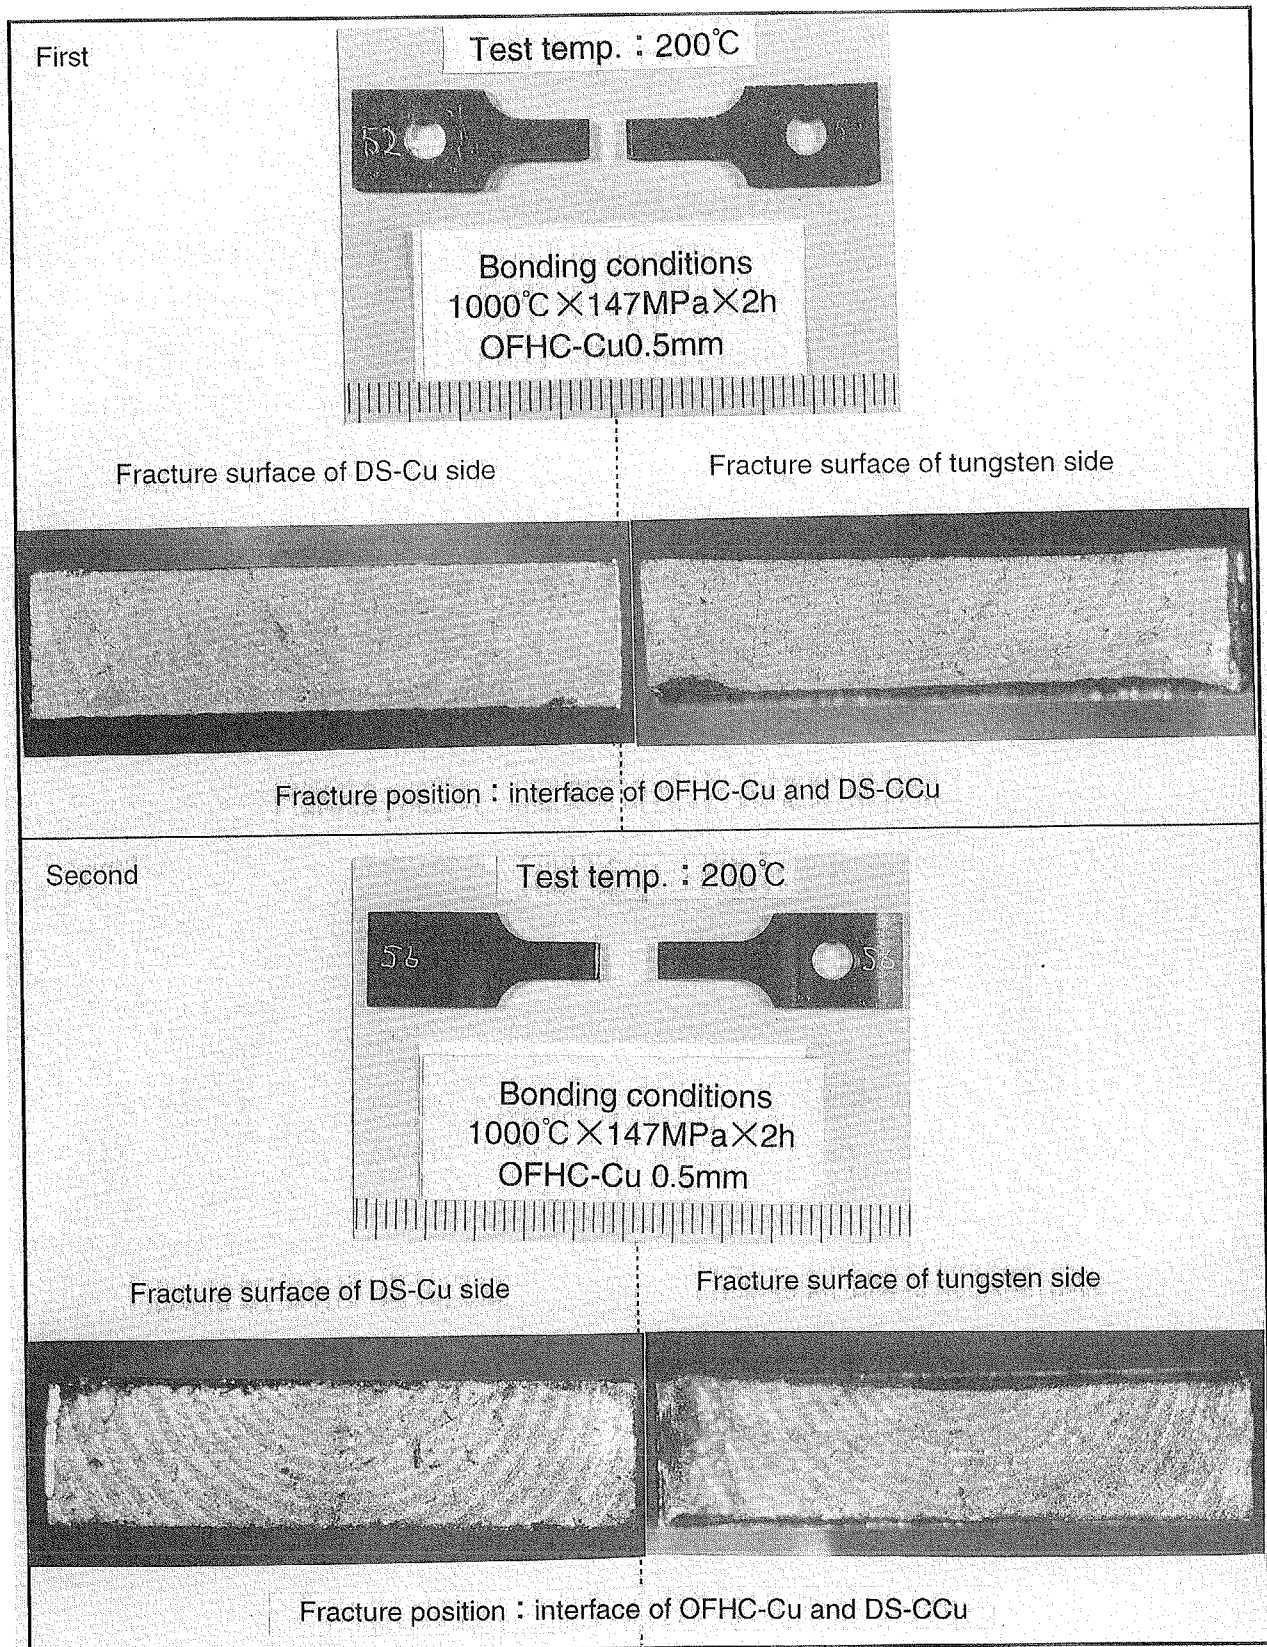 First
Test temp. : 200℃
52
Bonding conditions
1000℃×147MPa×2h
OFHC-Cu0.5mm
Fracture surface of DS-Cu side
Fracture surface of tungsten side
Fracture position : interface of OFHC-Cu and DS-CCu
Second
Test temp. : 200℃
56
56
Bonding conditions
1000℃×147MPa×2h
OFHC-Cu 0.5mm
Fracture surface of DS-Cu side
Fracture surface of tungsten side
Fracture position : interface of OFHC-Cu and DS-CCu